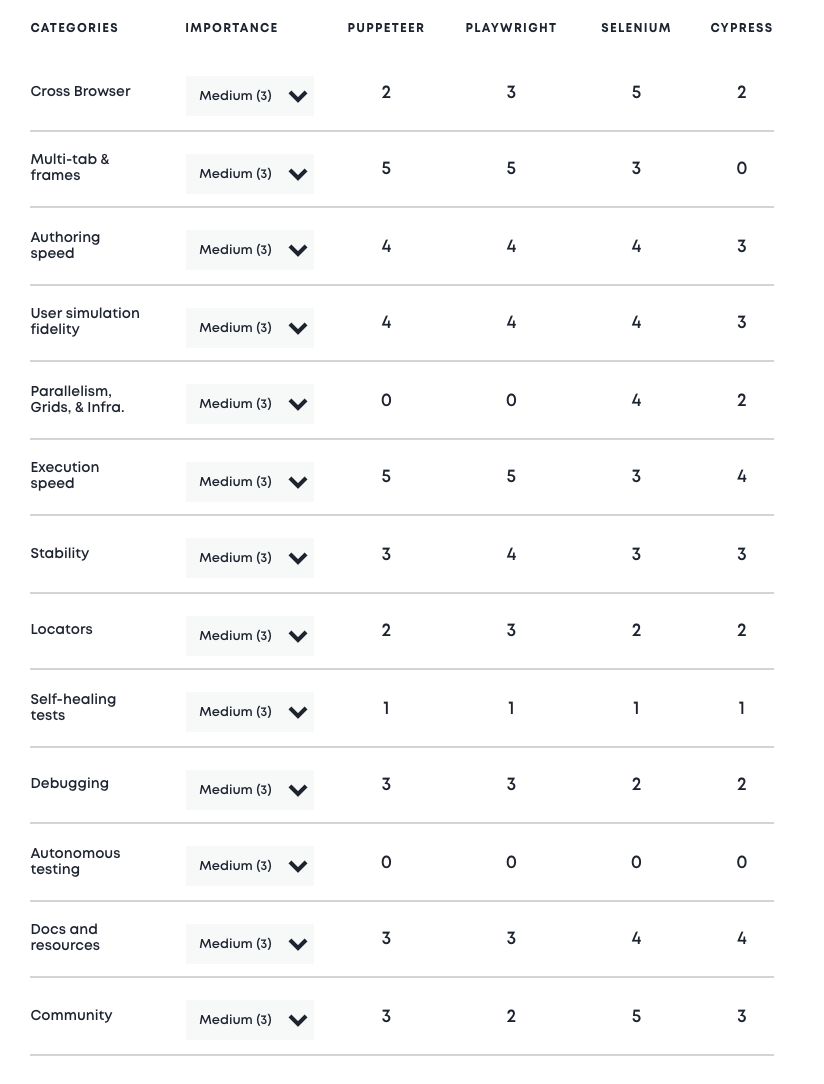 CATEGORIES IMPORTANCE PUPPETEER PLAYWRIGHT SELENIUM CYPRESS
Cross Browser Medium (3) 2 3 5 2
Multi-tab &
frames Medium (3) 5 5 3 0
Authoring
speed Medium (3) 4 4 4 3
User simulation
fidelity Medium (3) 4 4 4 3
Parallelism,
Grids, & Infra. Medium (3) 0 0 4 2
Execution
speed Medium (3) 5 5 3 4
Stability Medium (3) 3 4 3 3
Locators Medium (3) 2 3 2 2
Self-healing
tests Medium (3) 1 1 1 1
Debugging Medium (3) 3 3 2 2
Autonomous
testing Medium (3) 0 0 0 0
Docs and
resources Medium (3) 3 3 4 4
Community Medium (3) 3 2 5 3